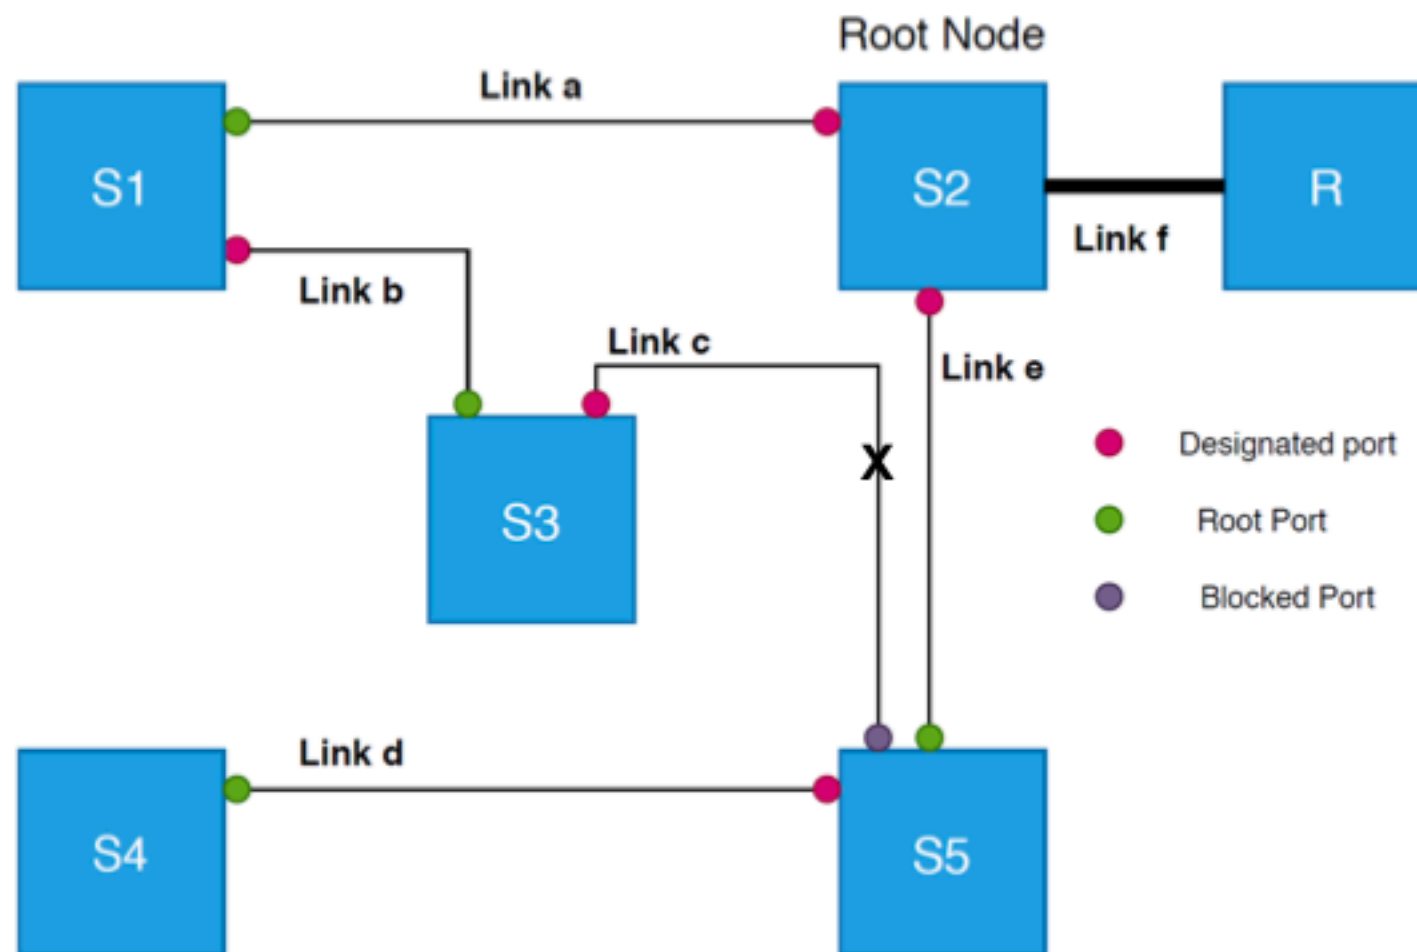 Root Node
Link a
S1
S2
R
Link f
Link b
Link c
Link e
X
Designated port
S3
Root Port
Blocked Port
Link d
S4
S5